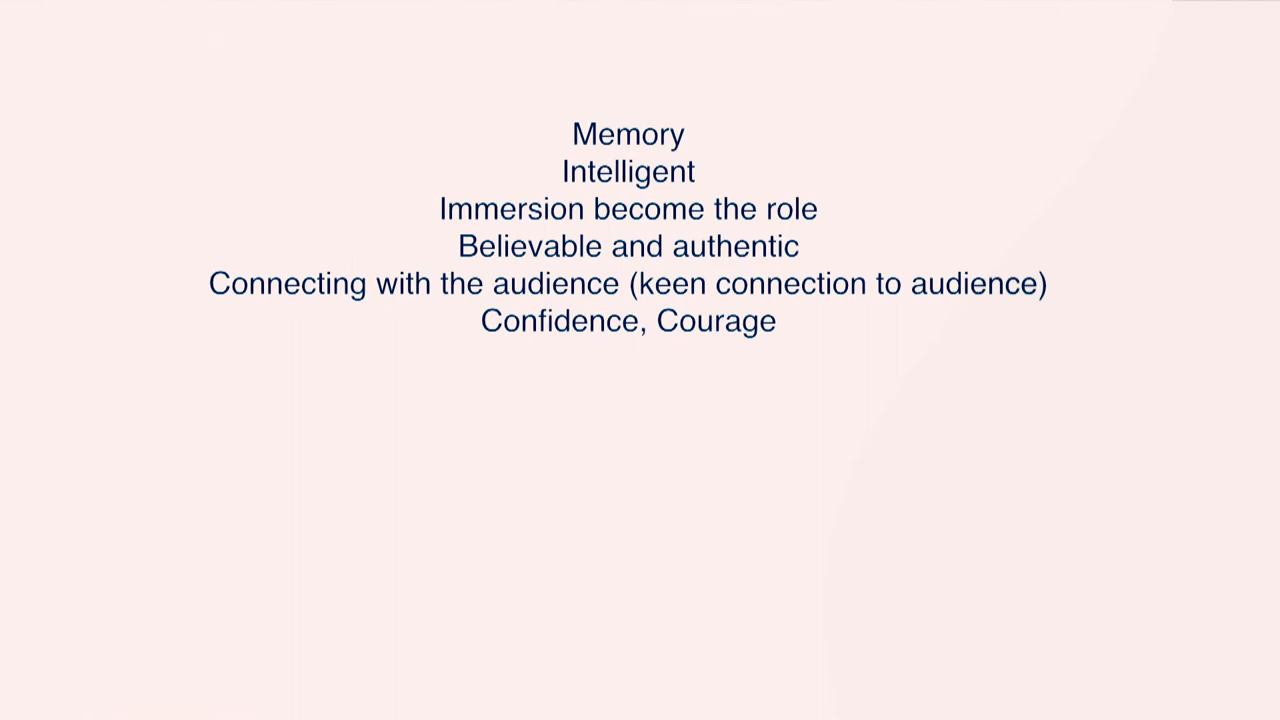 Memory
Intelligent
Immersion become the role
Believable and authentic
Connecting with the audience (keen connection to audience)
Confidence, Courage